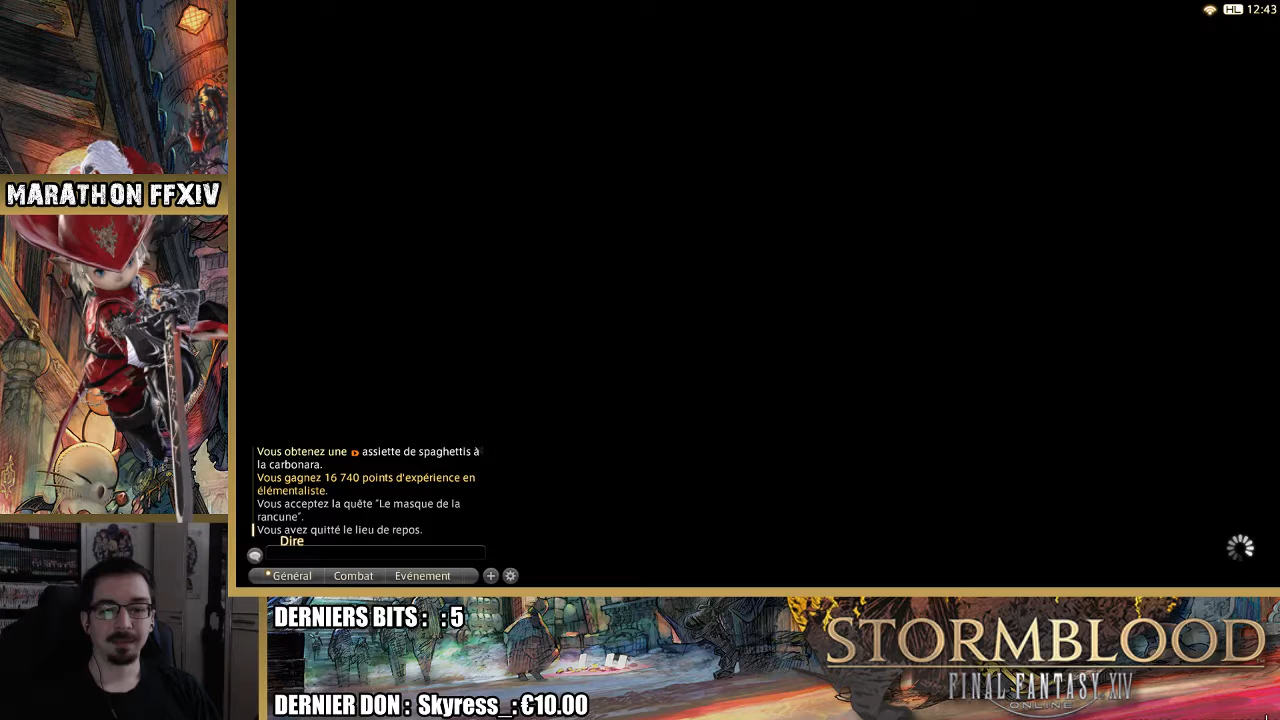 HL 12:43
MARATHON FFXIV
Vous obtenez une assiette de spaghettis à
la carbonara.
Vous gagnez 16 740 points d'expérience en
élémentaliste.
Vous acceptez la quête "Le masque de la
rancune".
Vous avez quitté le lieu de repos.
Dire
Général Combat Evénement
DERNIERS BITS : : 5
DERNIER DON : Skyress_: €10.00
STORMBLOOD
FINAL FANTASY XIV
ONLINE